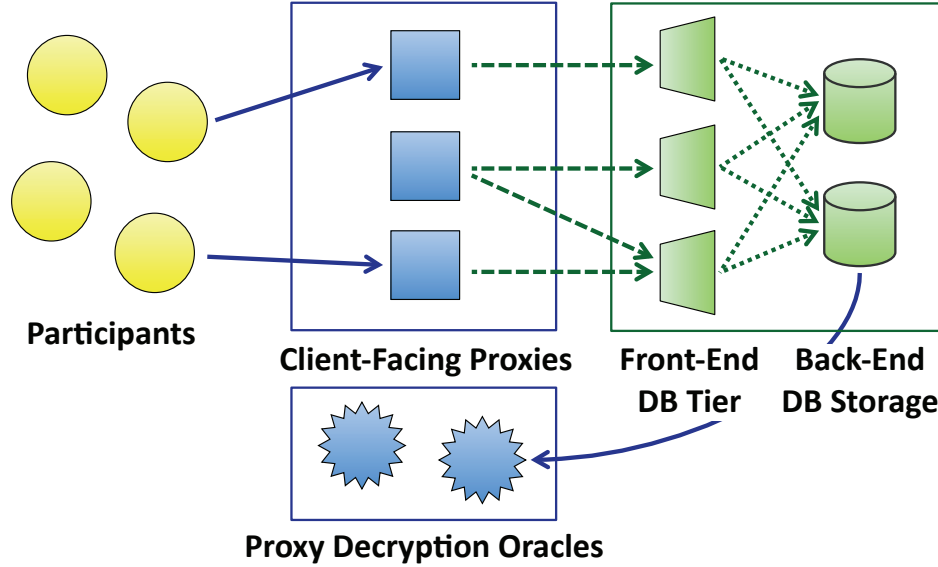 Participants
Client-Facing Proxies
Front-End
DB Tier
Back-End
DB Storage
Proxy Decryption Oracles